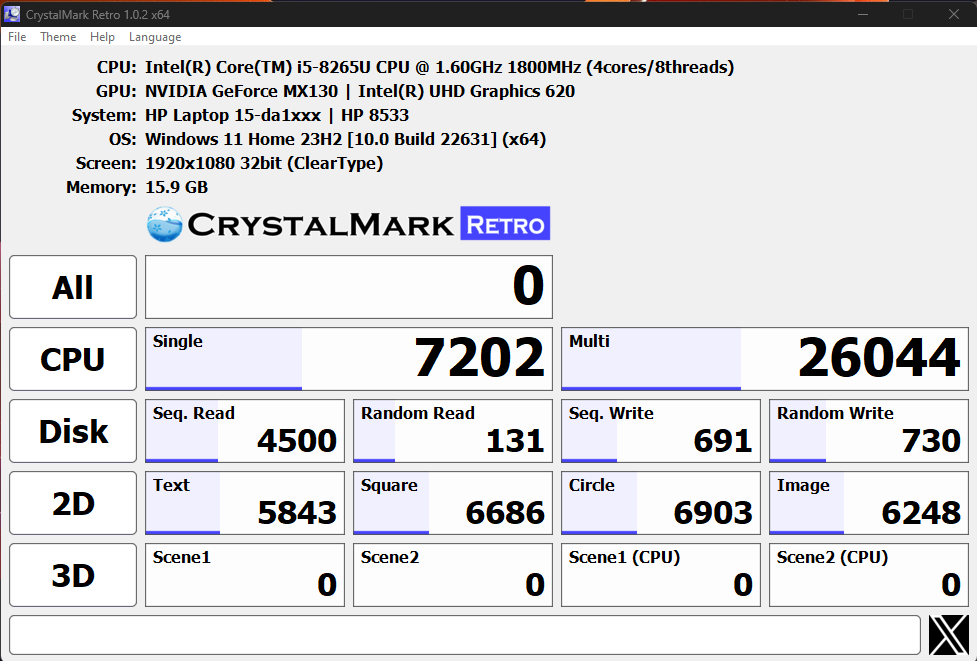 CrystalMark Retro 1.0.2 x64
File Theme Help Language
CPU: Intel(R) Core(TM) i5-8265U CPU @ 1.60GHz 1800MHz (4cores/8threads)
GPU: NVIDIA GeForce MX130 | Intel(R) UHD Graphics 620
System: HP Laptop 15-da1xxx | HP 8533
OS: Windows 11 Home 23H2 [10.0 Build 22631] (x64)
Screen: 1920x1080 32bit (ClearType)
Memory: 15.9 GB
CRYSTALMARK RETRO
All 0
CPU Single 7202 Multi 26044
Disk Seq. Read 4500 Random Read 131 Seq. Write 691 Random Write 730
2D Text 5843 Square 6686 Circle 6903 Image 6248
3D Scene1 0 Scene2 0 Scene1 (CPU) 0 Scene2 (CPU) 0
X